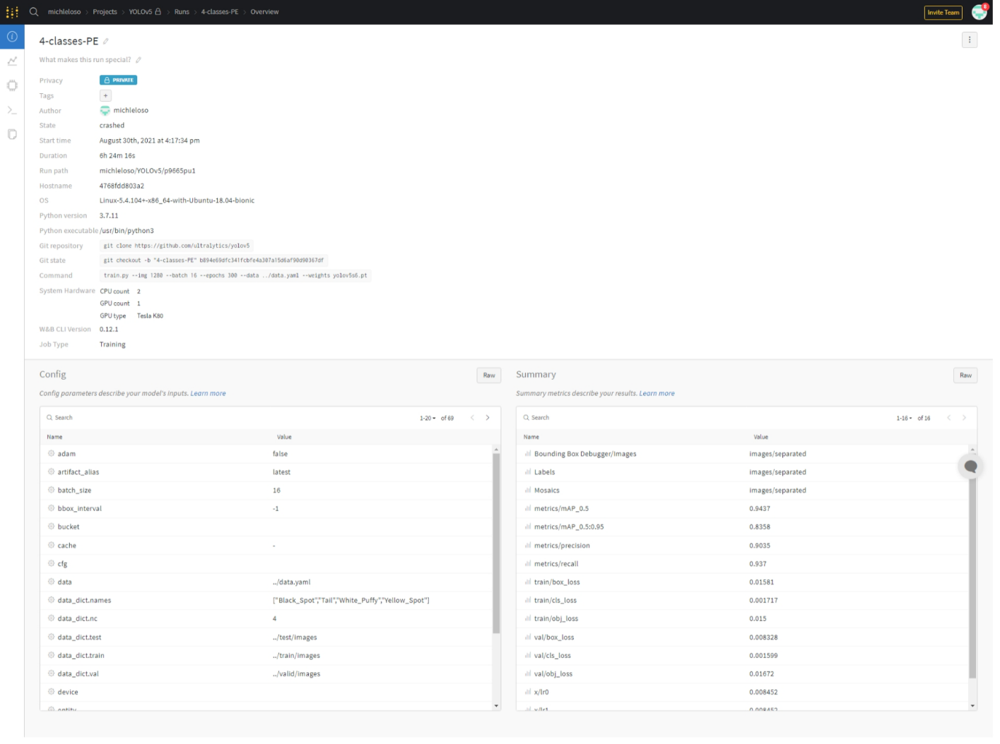 michleloso > Projects > YOLOv5 > Runs > 4-classes-PE > Overview
Invite Team
8
4-classes-PE
What makes this run special?
Privacy PRIVATE
Tags +
Author michleloso
State crashed
Start time August 30th, 2021 at 4:17:34 pm
Duration 6h 24m 16s
Run path michleloso/YOLOv5/p9665pu1
Hostname 4768fdd803a2
OS Linux-5.4.104+-x86_64-with-Ubuntu-18.04-bionic
Python version 3.7.11
Python executable /usr/bin/python3
Git repository git clone https://github.com/ultralytics/yolov5
Git state git checkout -b "4-classes-PE" b894e69dfc341fcbfe4a307a15d6af90d90367df
Command train.py --img 1280 --batch 16 --epochs 300 --data ../data.yaml --weights yolov5s6.pt
System Hardware CPU count 2
GPU count 1
GPU type Tesla K80
W&B CLI Version 0.12.1
Job Type Training
Config Raw
Config parameters describe your model's inputs. Learn more
Search 1-20 of 69
Name Value
adam false
artifact_alias latest
batch_size 16
bbox_interval -1
bucket
cache -
cfg
data ../data.yaml
data_dict.names ["Black_Spot","Tail","White_Puffy","Yellow_Spot"]
data_dict.nc 4
data_dict.test ../test/images
data_dict.train ../train/images
data_dict.val ../valid/images
device
entity
Summary Raw
Summary metrics describe your results. Learn more
Search 1-16 of 16
Name Value
Bounding Box Debugger/Images images/separated
Labels images/separated
Mosaics images/separated
metrics/mAP_0.5 0.9437
metrics/mAP_0.5:0.95 0.8358
metrics/precision 0.9035
metrics/recall 0.937
train/box_loss 0.01581
train/cls_loss 0.001717
train/obj_loss 0.015
val/box_loss 0.008328
val/cls_loss 0.001599
val/obj_loss 0.01672
x/lr0 0.008452
x/lr1 0.008452